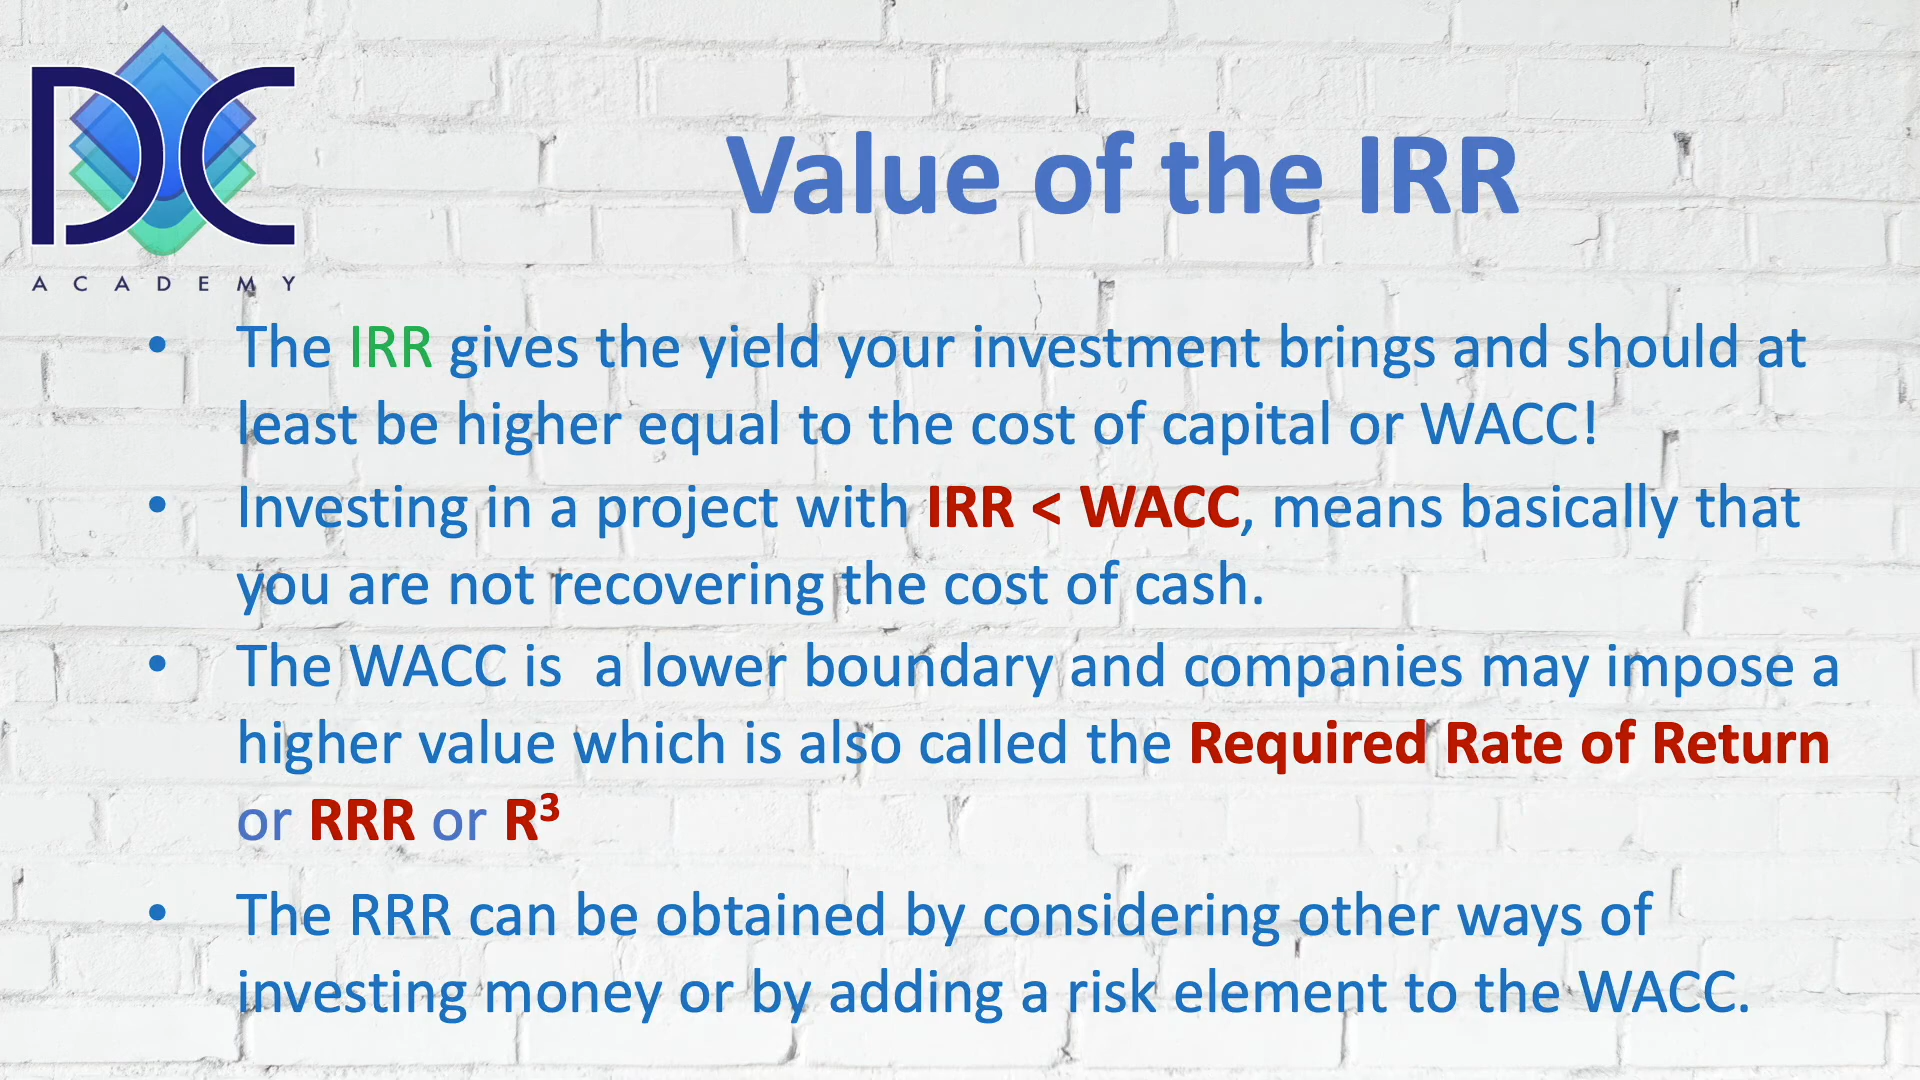 DC
ACADEMY
Value of the IRR
• The IRR gives the yield your investment brings and should at
least be higher equal to the cost of capital or WACC!
• Investing in a project with IRR < WACC, means basically that
you are not recovering the cost of cash.
• The WACC is  a lower boundary and companies may impose a
higher value which is also called the Required Rate of Return
or RRR or R³
• The RRR can be obtained by considering other ways of
investing money or by adding a risk element to the WACC.